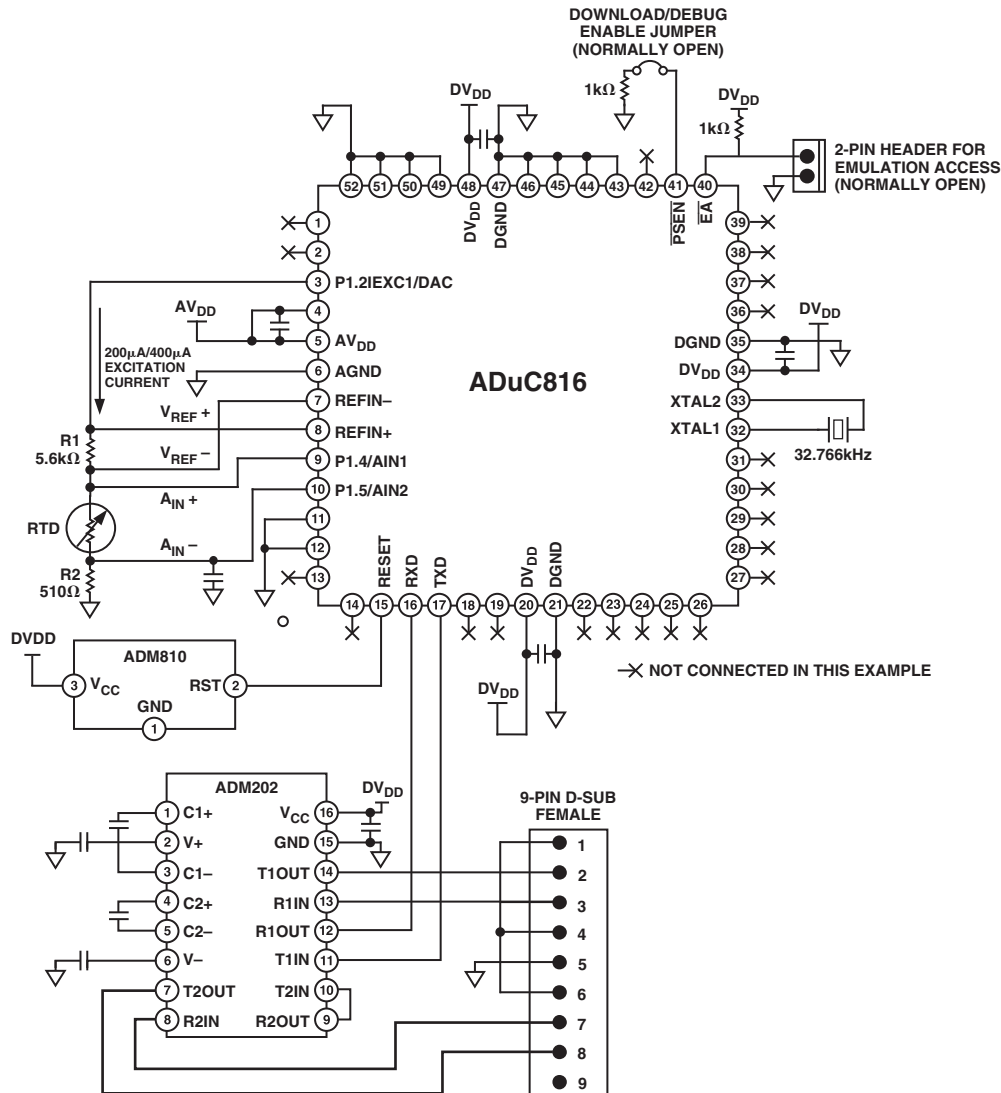 DOWNLOAD/DEBUG
ENABLE JUMPER
(NORMALLY OPEN)
1kΩ
DVDD
1kΩ
DVDD
2-PIN HEADER FOR
EMULATION ACCESS
(NORMALLY OPEN)
52 51 50 49 48 47 46 45 44 43 42 41 40
DVDD
DGND
PSEN
EA
1
2
3 P1.2IEXC1/DAC
4
5 AVDD
6 AGND
7 REFIN–
8 REFIN+
9 P1.4/AIN1
10 P1.5/AIN2
11
12
13
AVDD
200µA/400µA
EXCITATION
CURRENT
VREF +
R1
5.6kΩ
VREF –
AIN +
RTD
AIN –
R2
510Ω
ADuC816
39
38
37
36
DGND 35
DVDD 34
XTAL2 33
XTAL1 32
31
30
29
28
27
DVDD
32.766kHz
RESET
RXD
TXD
DVDD
DGND
14 15 16 17 18 19 20 21 22 23 24 25 26
DVDD
NOT CONNECTED IN THIS EXAMPLE
DVDD
ADM810
3 VCC
RST 2
GND
1
ADM202
1 C1+
2 V+
3 C1–
4 C2+
5 C2–
6 V–
7 T2OUT
8 R2IN
VCC 16
GND 15
T1OUT 14
R1IN 13
R1OUT 12
T1IN 11
T2IN 10
R2OUT 9
DVDD
9-PIN D-SUB
FEMALE
1
2
3
4
5
6
7
8
9